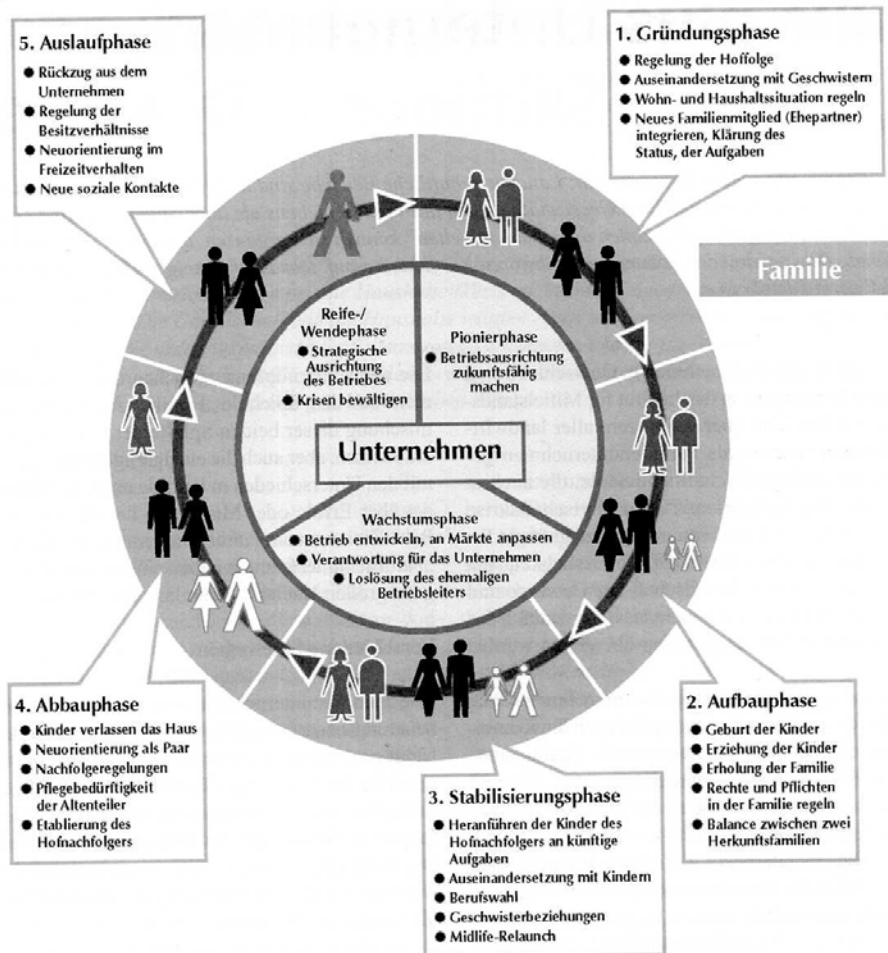 5. Auslaufphase
● Rückzug aus dem
Unternehmen
● Regelung der
Besitzverhältnisse
● Neuorientierung im
Freizeitverhalten
● Neue soziale Kontakte
1. Gründungsphase
● Regelung der Hoffolge
● Auseinandersetzung mit Geschwistern
● Wohn- und Haushaltssituation regeln
● Neues Familienmitglied (Ehepartner)
integrieren, Klärung des
Status, der Aufgaben
Familie
Reife-/
Wendephase
● Strategische
Ausrichtung
des Betriebes
● Krisen bewältigen
Pionierphase
● Betriebsausrichtung
zukunftsfähig
machen
Unternehmen
Wachstumsphase
● Betrieb entwickeln, an Märkte anpassen
● Verantwortung für das Unternehmen
● Loslösung des ehemaligen
Betriebsleiters
4. Abbauphase
● Kinder verlassen das Haus
● Neuorientierung als Paar
● Nachfolgeregelungen
● Pflegebedürftigkeit
der Altenteiler
● Etablierung des
Hofnachfolgers
2. Aufbauphase
● Geburt der Kinder
● Erziehung der Kinder
● Erholung der Familie
● Rechte und Pflichten
in der Familie regeln
● Balance zwischen zwei
Herkunftsfamilien
3. Stabilisierungsphase
● Heranführen der Kinder des
Hofnachfolgers an künftige
Aufgaben
● Auseinandersetzung mit Kindern
● Berufswahl
● Geschwisterbeziehungen
● Midlife-Relaunch